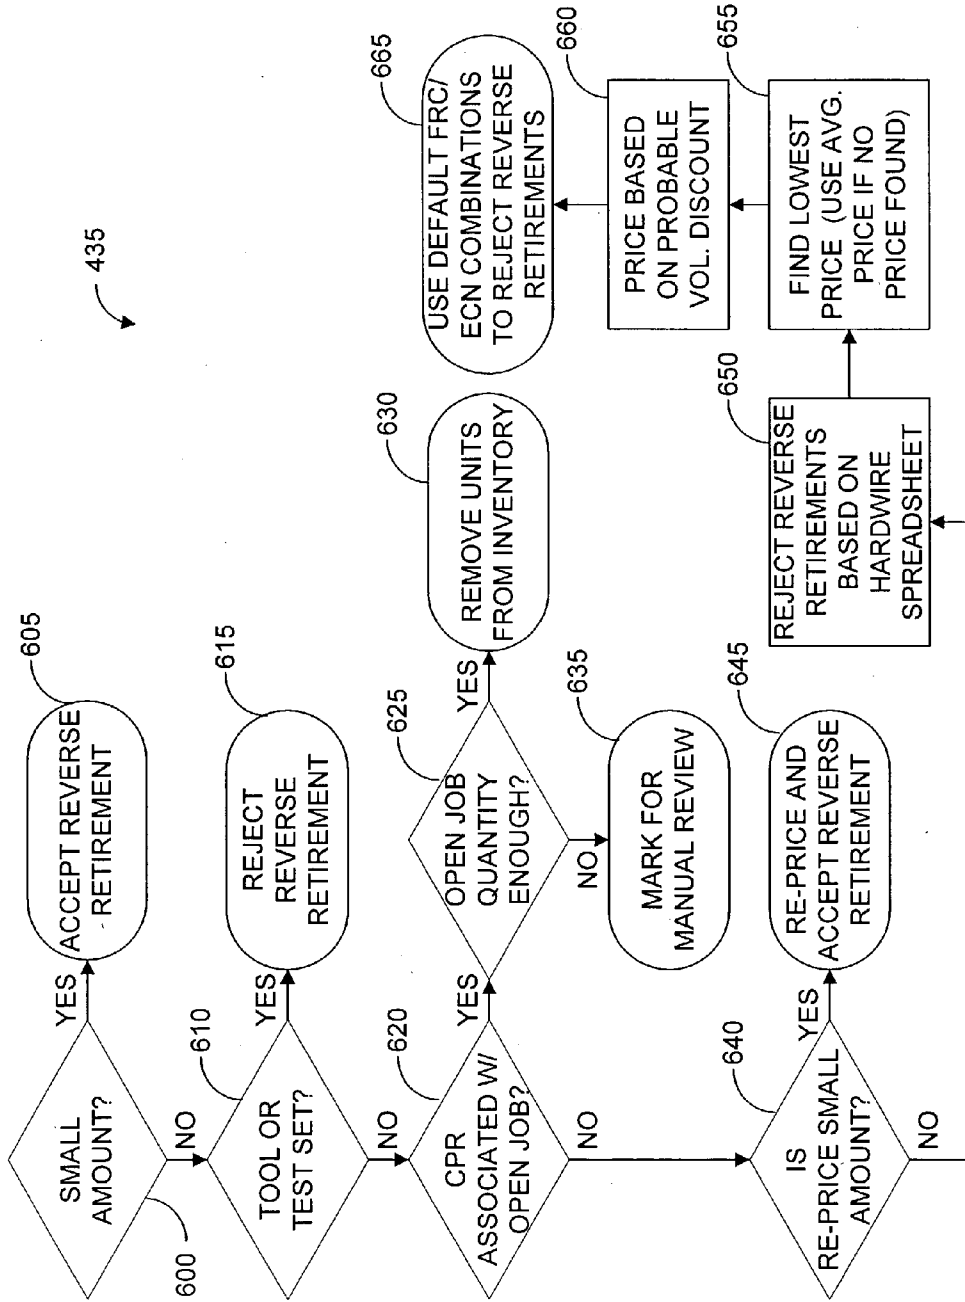 435
SMALL
AMOUNT?
600
YES
ACCEPT REVERSE
RETIREMENT
605
NO
TOOL OR
TEST SET?
610
YES
REJECT
REVERSE
RETIREMENT
615
NO
CPR
ASSOCIATED W/
OPEN JOB?
620
YES
OPEN JOB
QUANTITY
ENOUGH?
625
YES
REMOVE UNITS
FROM INVENTORY
630
NO
MARK FOR
MANUAL REVIEW
635
NO
IS
RE-PRICE SMALL
AMOUNT?
640
YES
RE-PRICE AND
ACCEPT REVERSE
RETIREMENT
645
NO
REJECT REVERSE
RETIREMENTS
BASED ON
HARDWIRE
SPREADSHEET
650
FIND LOWEST
PRICE (USE AVG.
PRICE IF NO
PRICE FOUND)
655
PRICE BASED
ON PROBABLE
VOL. DISCOUNT
660
USE DEFAULT FRC/
ECN COMBINATIONS
TO REJECT REVERSE
RETIREMENTS
665